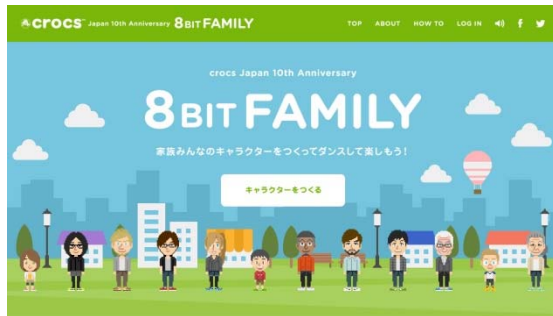 crocs™ Japan 10th Anniversary 8BIT FAMILY TOP ABOUT HOW TO LOG IN
crocs Japan 10th Anniversary
8BIT FAMILY
家族みんなのキャラクターをつくってダンスして楽しもう!
キャラクターをつくる